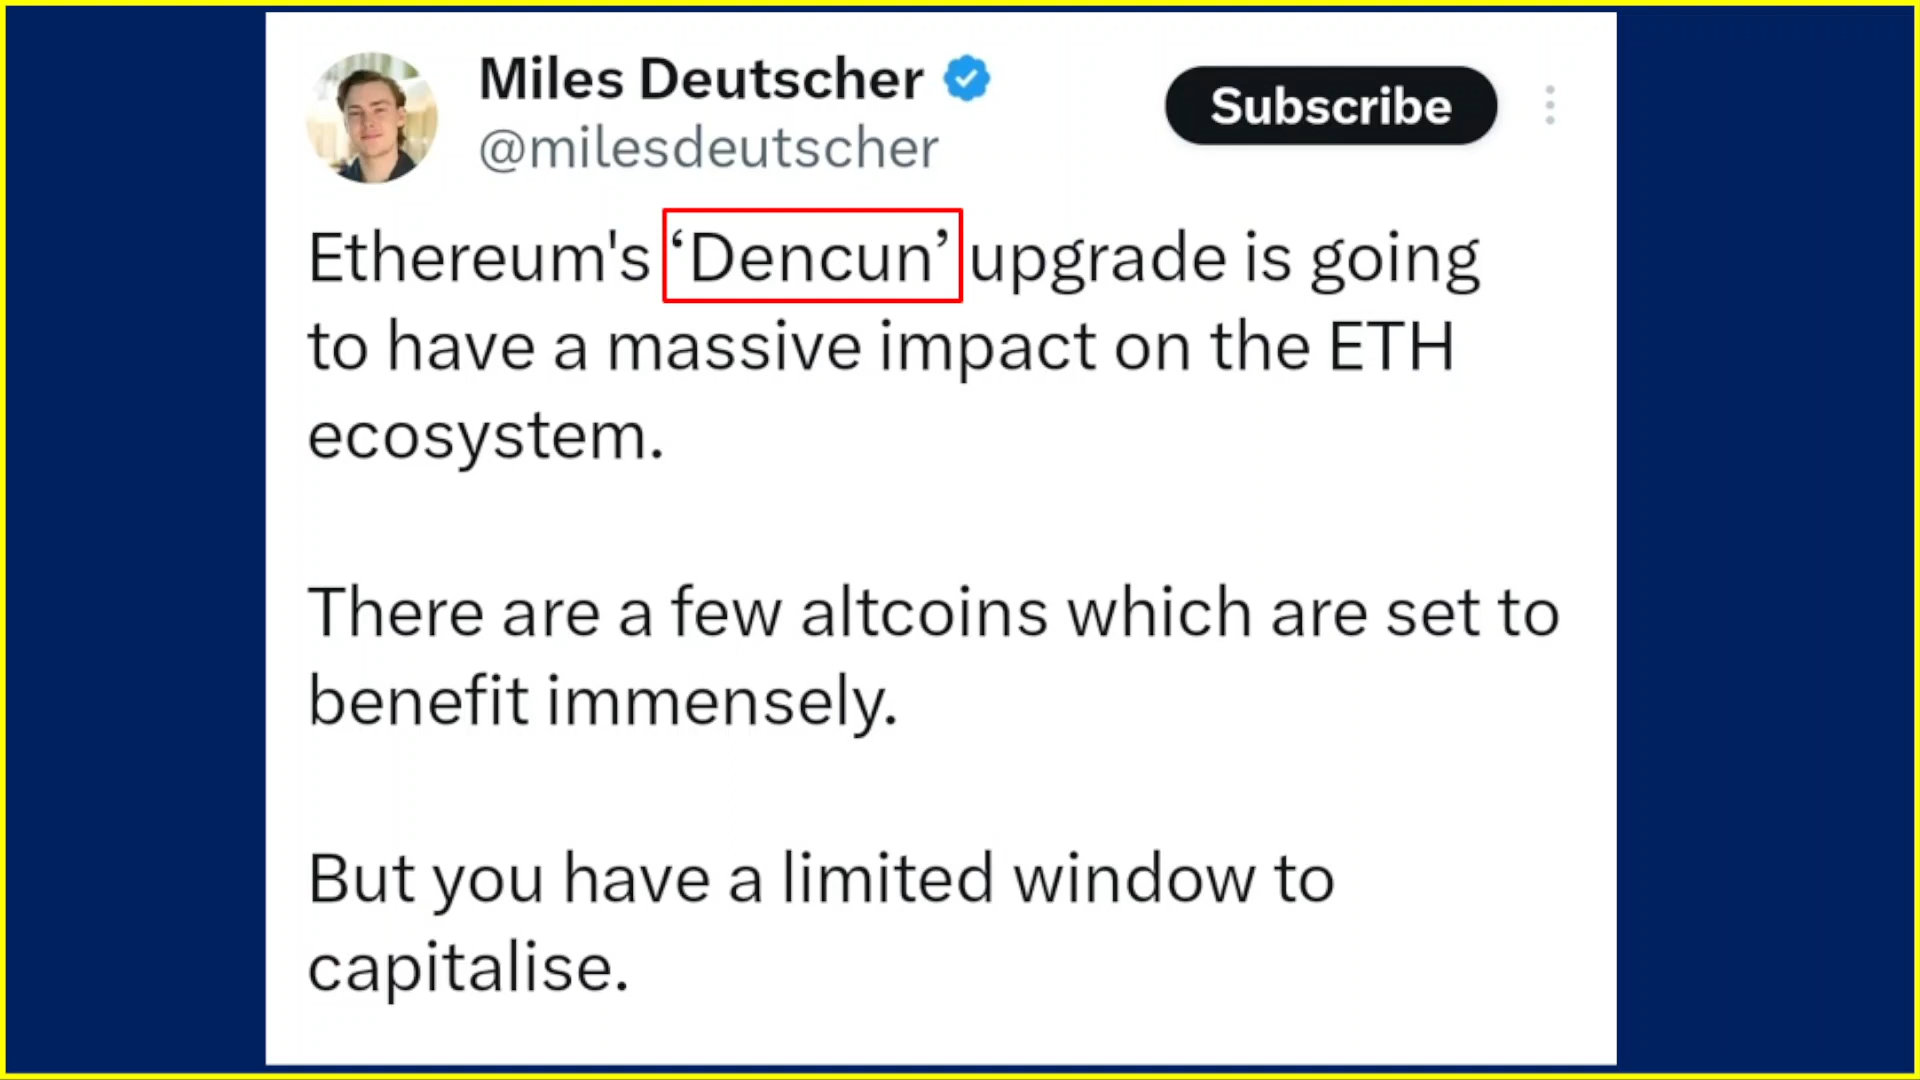 Miles Deutscher
@milesdeutscher
Subscribe
Ethereum's ‘Dencun’ upgrade is going
to have a massive impact on the ETH
ecosystem.
There are a few altcoins which are set to
benefit immensely.
But you have a limited window to
capitalise.